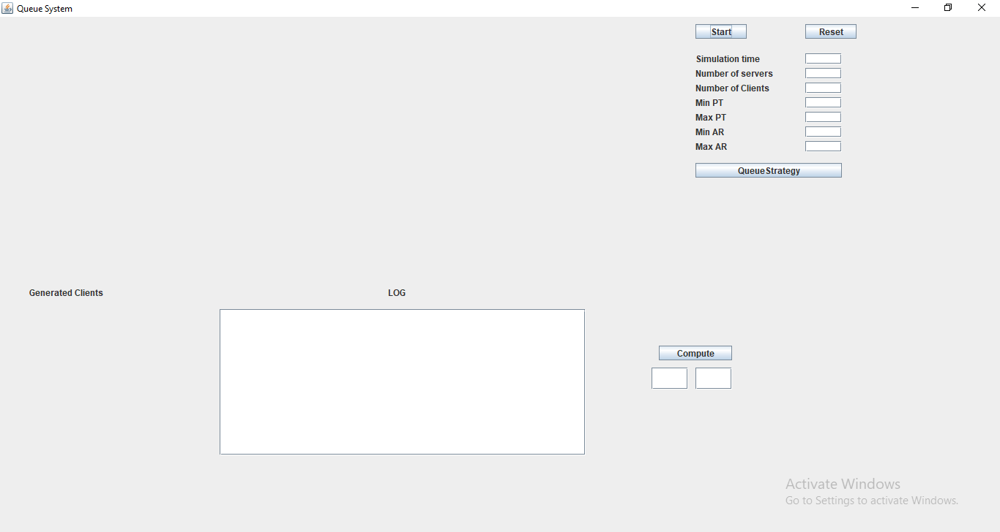 Queue System
Start Reset
Simulation time
Number of servers
Number of Clients
Min PT
Max PT
Min AR
Max AR
QueueStrategy
Generated Clients LOG
Compute
Activate Windows
Go to Settings to activate Windows.